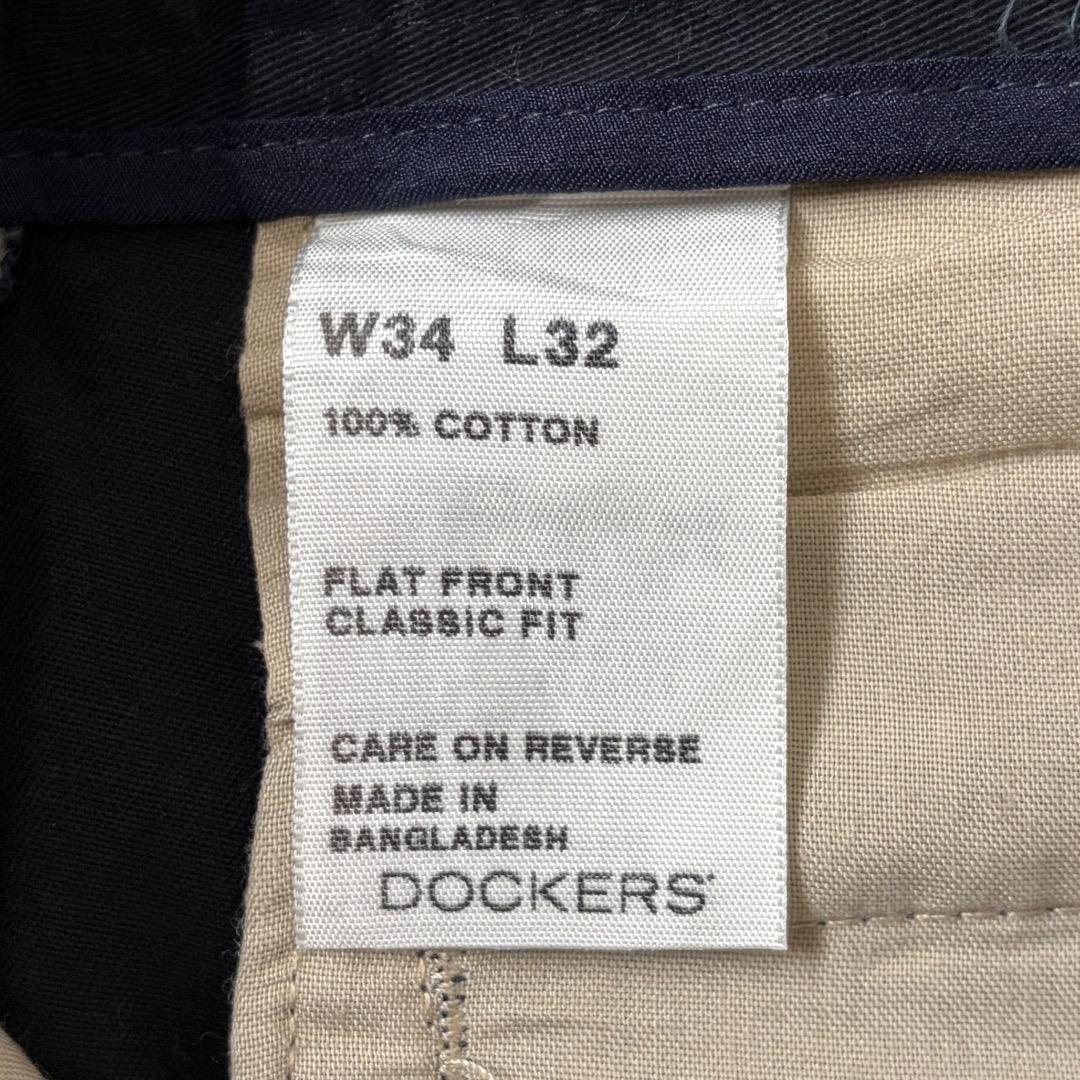 W34 L32
100% COTTON
FLAT FRONT
CLASSIC FIT
CARE ON REVERSE
MADE IN
BANGLADESH
DOCKERS